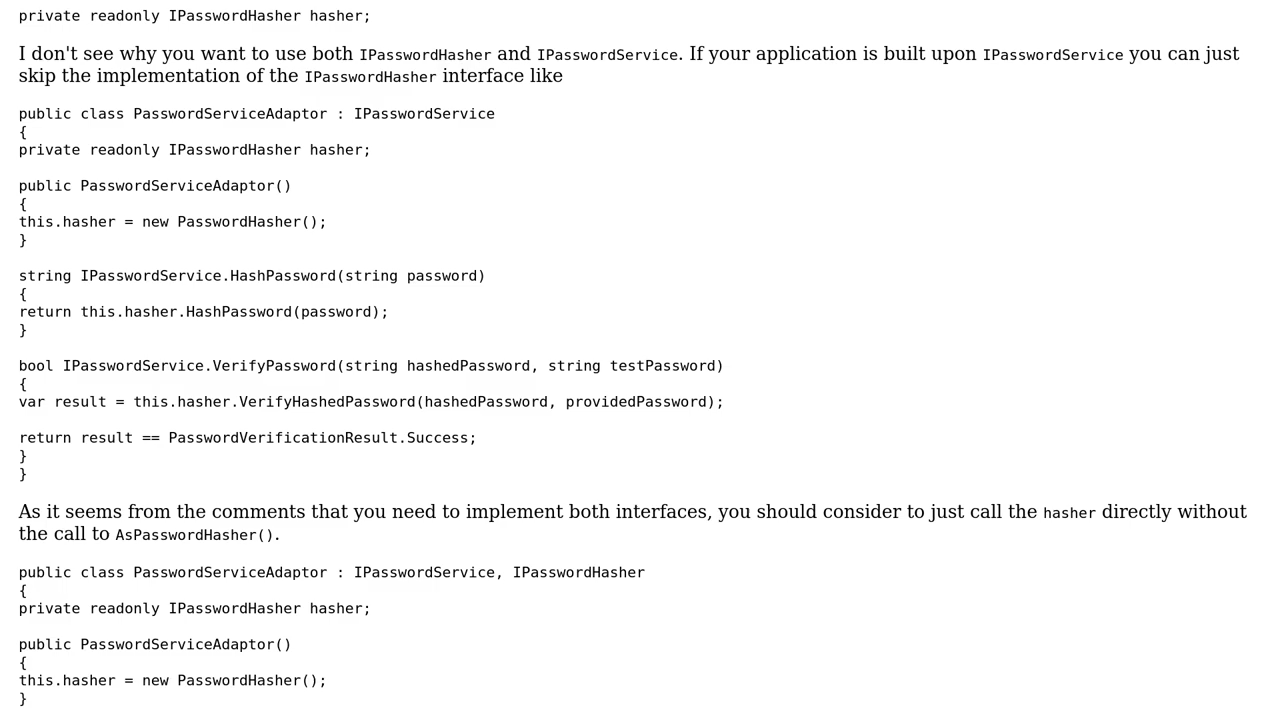 private readonly IPasswordHasher hasher;
I don't see why you want to use both IPasswordHasher and IPasswordService. If your application is built upon IPasswordService you can just
skip the implementation of the IPasswordHasher interface like
public class PasswordServiceAdaptor : IPasswordService
{
private readonly IPasswordHasher hasher;
public PasswordServiceAdaptor()
{
this.hasher = new PasswordHasher();
}
string IPasswordService.HashPassword(string password)
{
return this.hasher.HashPassword(password);
}
bool IPasswordService.VerifyPassword(string hashedPassword, string testPassword)
{
var result = this.hasher.VerifyHashedPassword(hashedPassword, providedPassword);
return result == PasswordVerificationResult.Success;
}
}
As it seems from the comments that you need to implement both interfaces, you should consider to just call the hasher directly without
the call to AsPasswordHasher().
public class PasswordServiceAdaptor : IPasswordService, IPasswordHasher
{
private readonly IPasswordHasher hasher;
public PasswordServiceAdaptor()
{
this.hasher = new PasswordHasher();
}